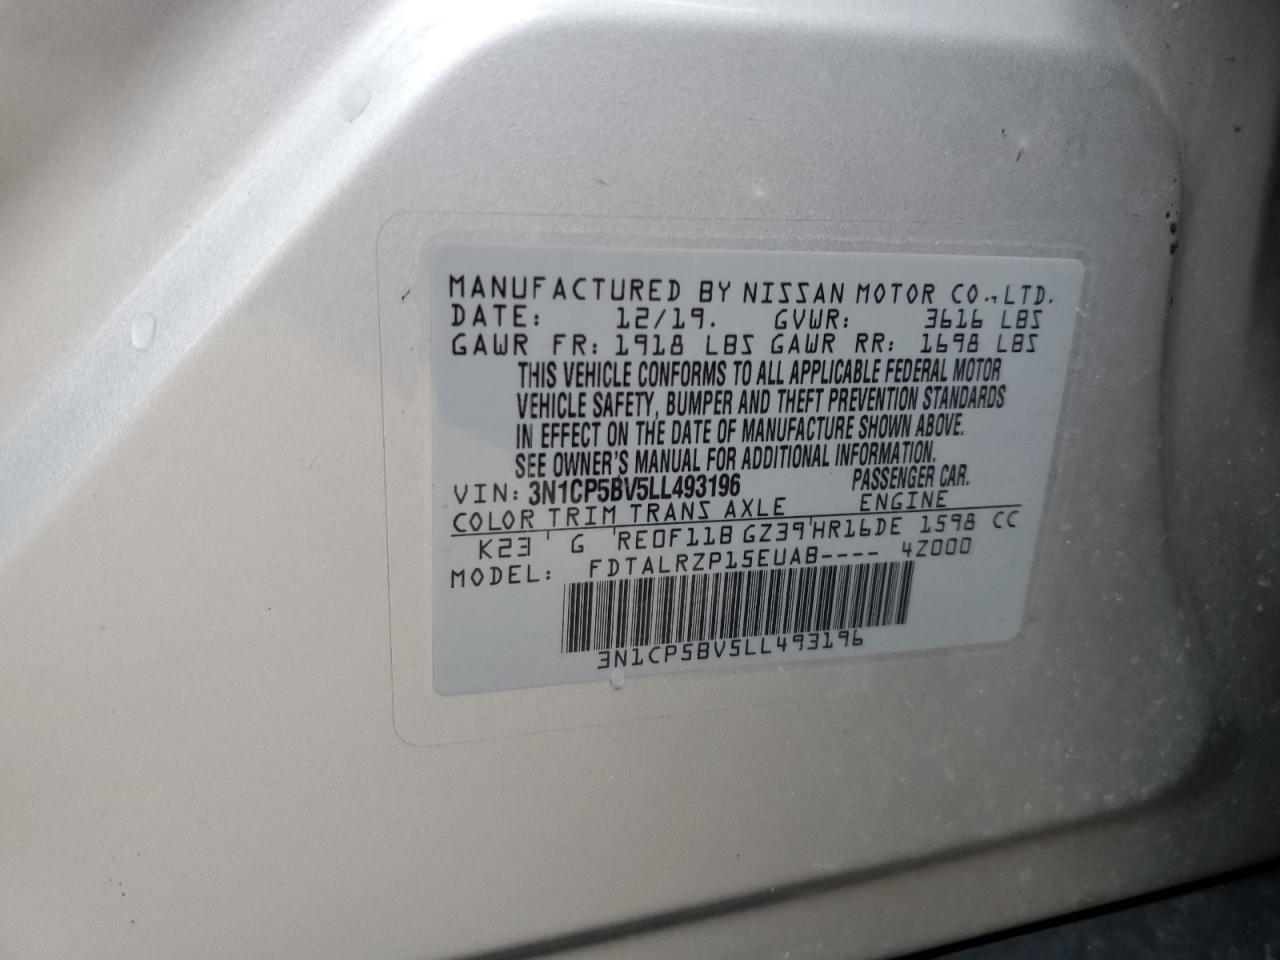 MANUFACTURED BY NISSAN MOTOR CO., LTD.
DATE: 12/19. GVWR: 3616 LBS
GAWR FR: 1918 LBS GAWR RR: 1698 LBS
THIS VEHICLE CONFORMS TO ALL APPLICABLE FEDERAL MOTOR
VEHICLE SAFETY, BUMPER AND THEFT PREVENTION STANDARDS
IN EFFECT ON THE DATE OF MANUFACTURE SHOWN ABOVE.
SEE OWNER'S MANUAL FOR ADDITIONAL INFORMATION.
VIN: 3N1CP5BV5LL493196 PASSENGER CAR.
COLOR TRIM TRANS AXLE ENGINE
K23 ' G 'RE0F11B GZ39'HR16DE 1598 CC
MODEL: FDTALRZP15EUAB---- 4Z000
3N1CP5BV5LL493196